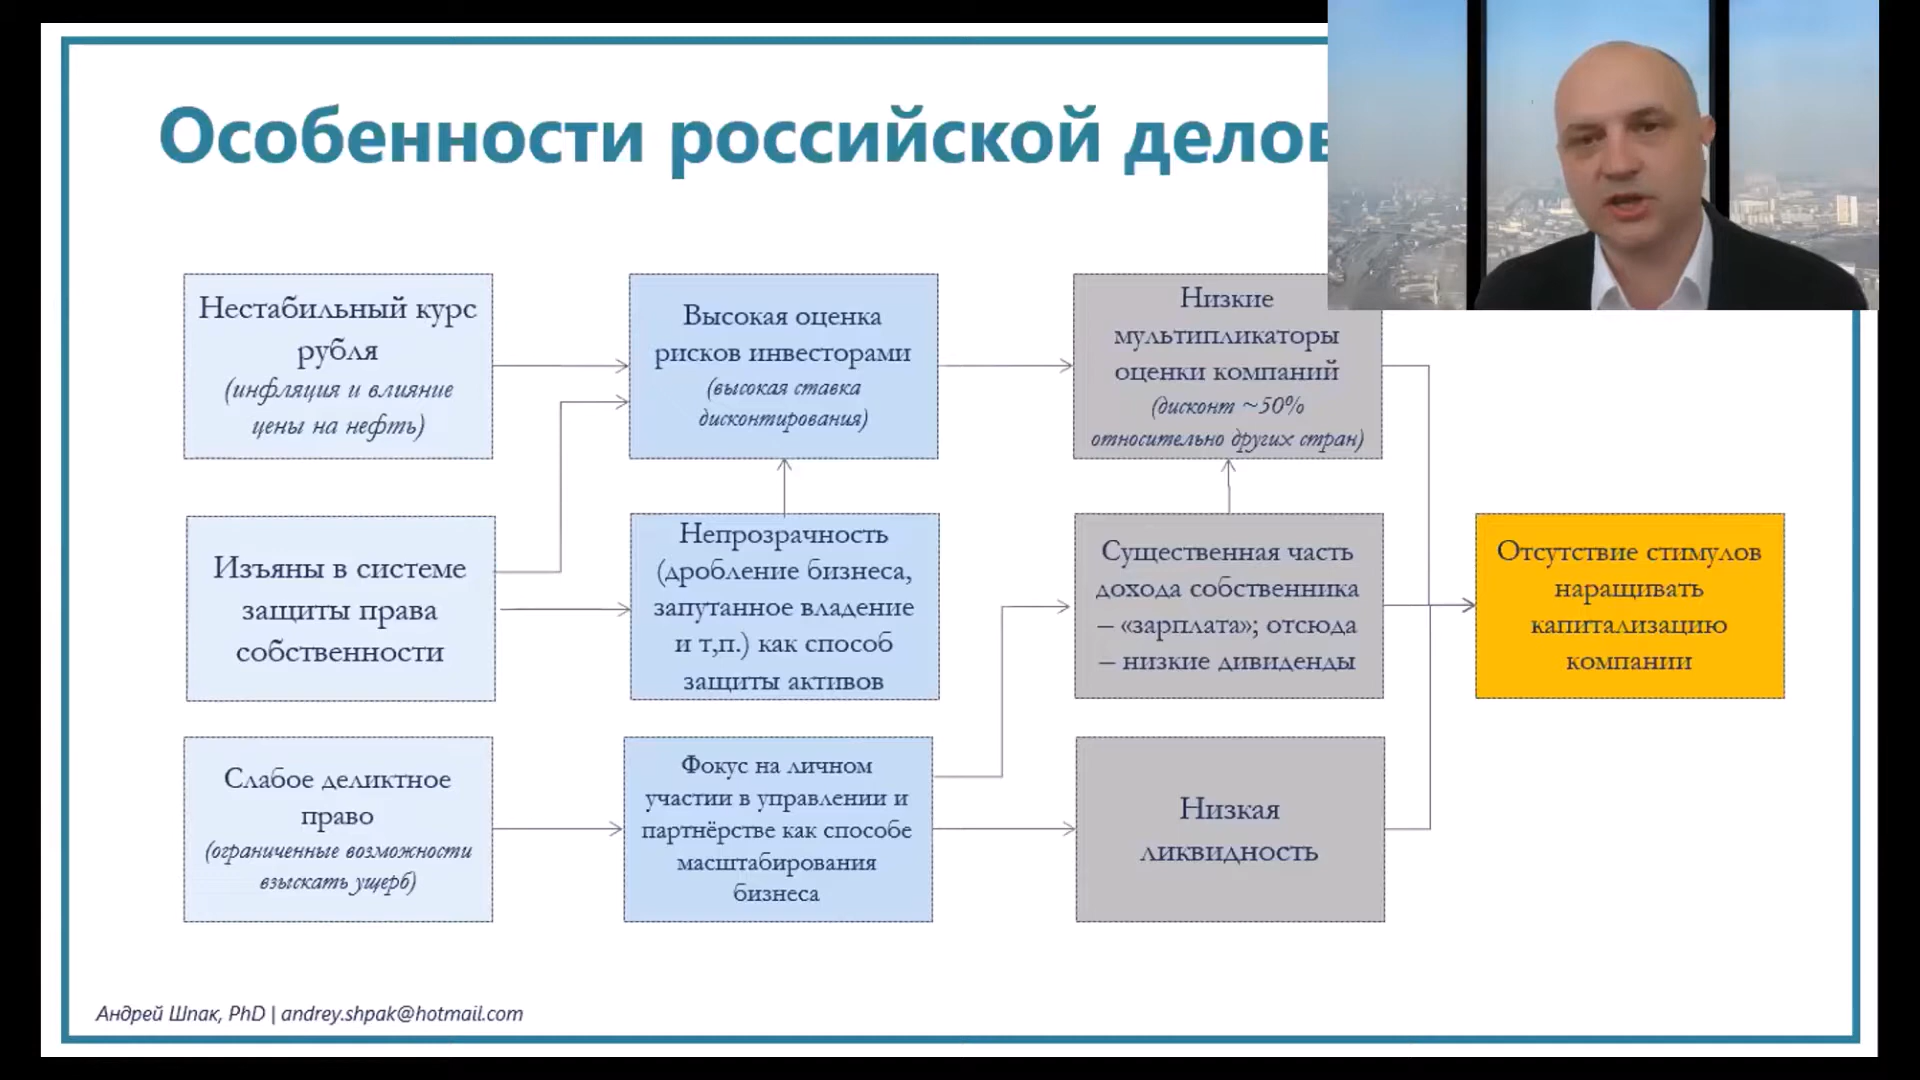 Особенности российской делов
Нестабильный курс
рубля
(инфляция и влияние
цены на нефть)
Высокая оценка
рисков инвесторами
(высокая ставка
дисконтирования)
Низкие
мультипликаторы
оценки компаний
(дисконт ~50%
относительно других стран)
Изъяны в системе
защиты права
собственности
Непрозрачность
(дробление бизнеса,
запутанное владение
и т,п.) как способ
защиты активов
Существенная часть
дохода собственника
– «зарплата»; отсюда
– низкие дивиденды
Отсутствие стимулов
наращивать
капитализацию
компании
Слабое деликтное
право
(ограниченные возможности
взыскать ущерб)
Фокус на личном
участии в управлении и
партнёрстве как способе
масштабирования
бизнеса
Низкая
ликвидность
Андрей Шпак, PhD | andrey.shpak@hotmail.com